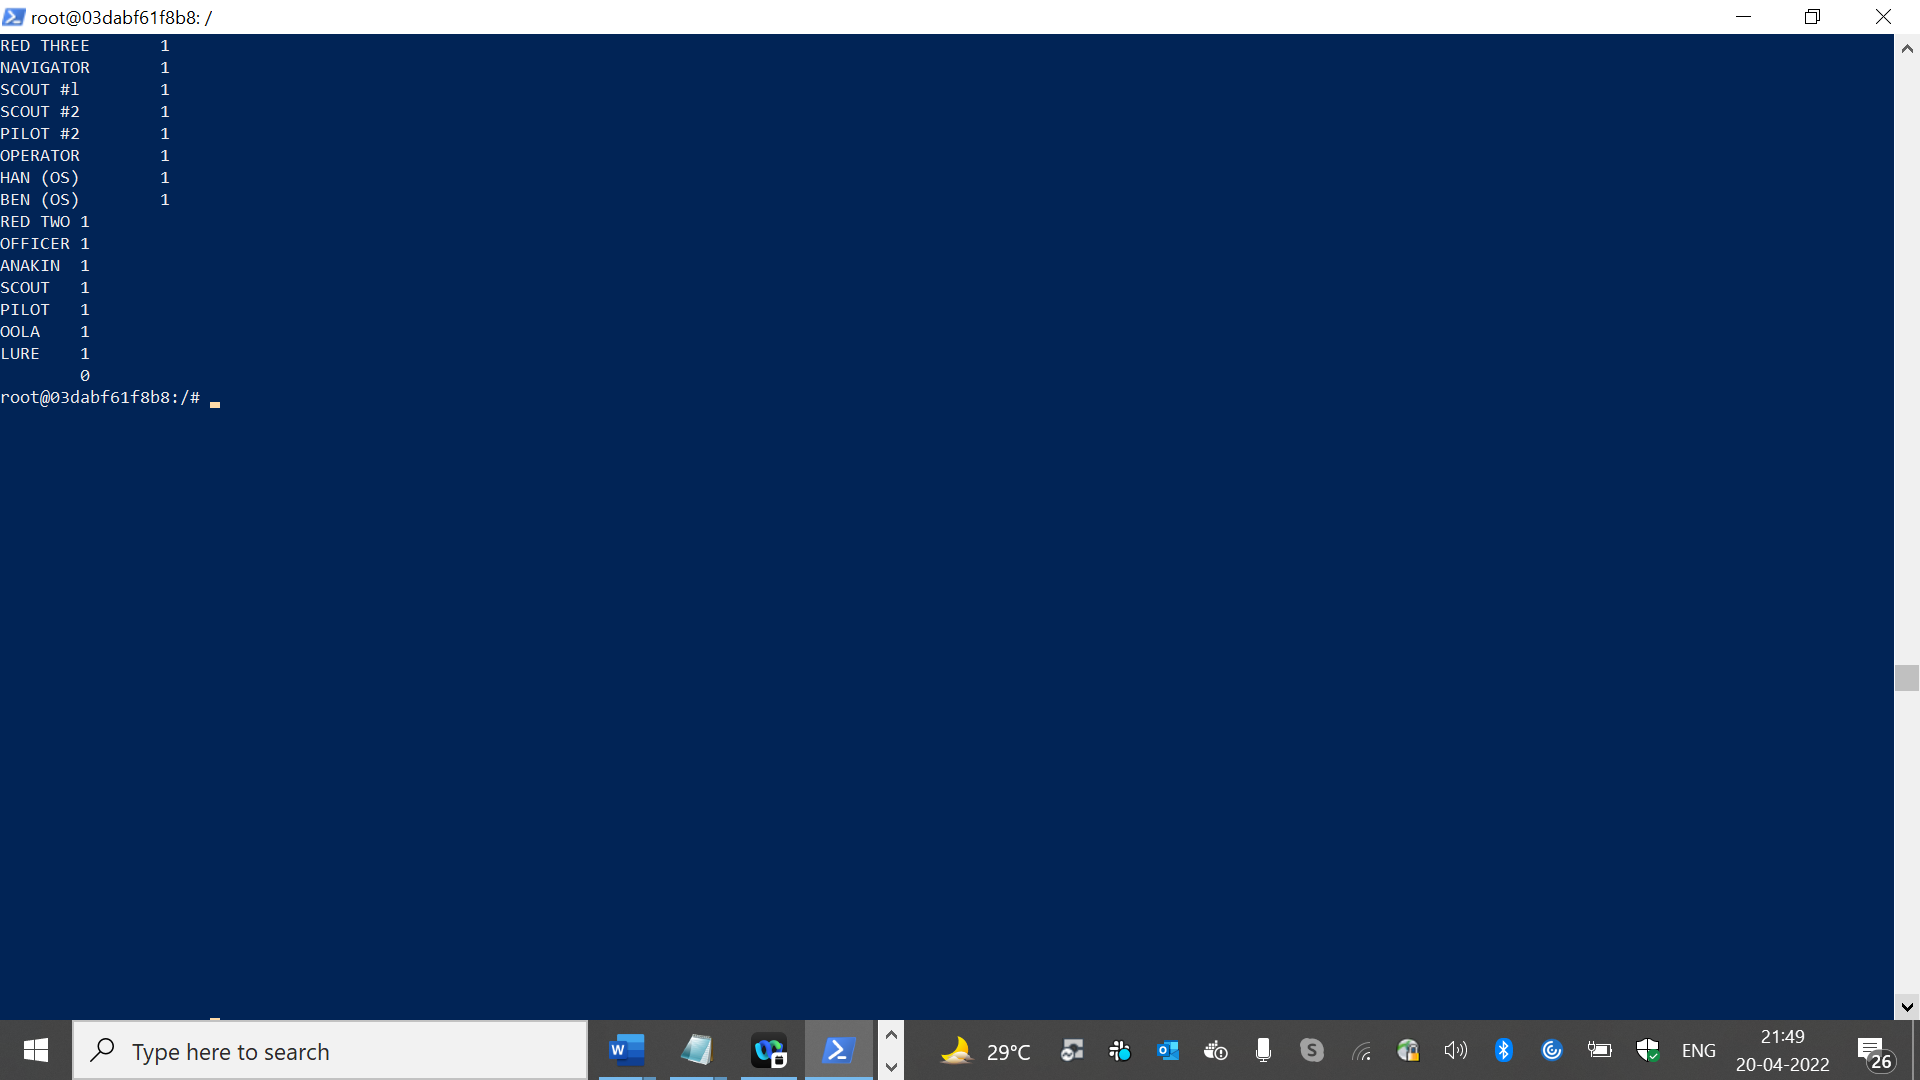 root@03dabf61f8b8: /
RED THREE 1
NAVIGATOR 1
SCOUT #l 1
SCOUT #2 1
PILOT #2 1
OPERATOR 1
HAN (OS) 1
BEN (OS) 1
RED TWO 1
OFFICER 1
ANAKIN 1
SCOUT 1
PILOT 1
OOLA 1
LURE 1
0
root@03dabf61f8b8:/#
Type here to search
29°C
ENG
21:49
20-04-2022
26